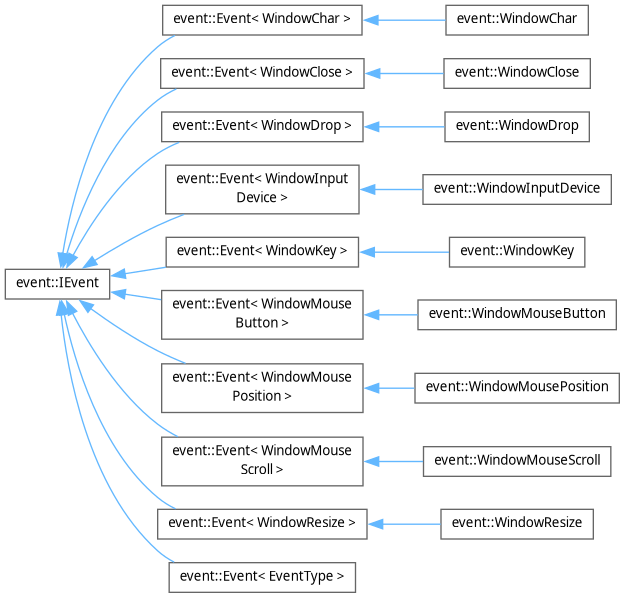 event::Event< WindowChar >
event::WindowChar
event::Event< WindowClose >
event::WindowClose
event::Event< WindowDrop >
event::WindowDrop
event::Event< WindowInput
Device >
event::WindowInputDevice
event::Event< WindowKey >
event::WindowKey
event::IEvent
event::Event< WindowMouse
Button >
event::WindowMouseButton
event::Event< WindowMouse
Position >
event::WindowMousePosition
event::Event< WindowMouse
Scroll >
event::WindowMouseScroll
event::Event< WindowResize >
event::WindowResize
event::Event< EventType >